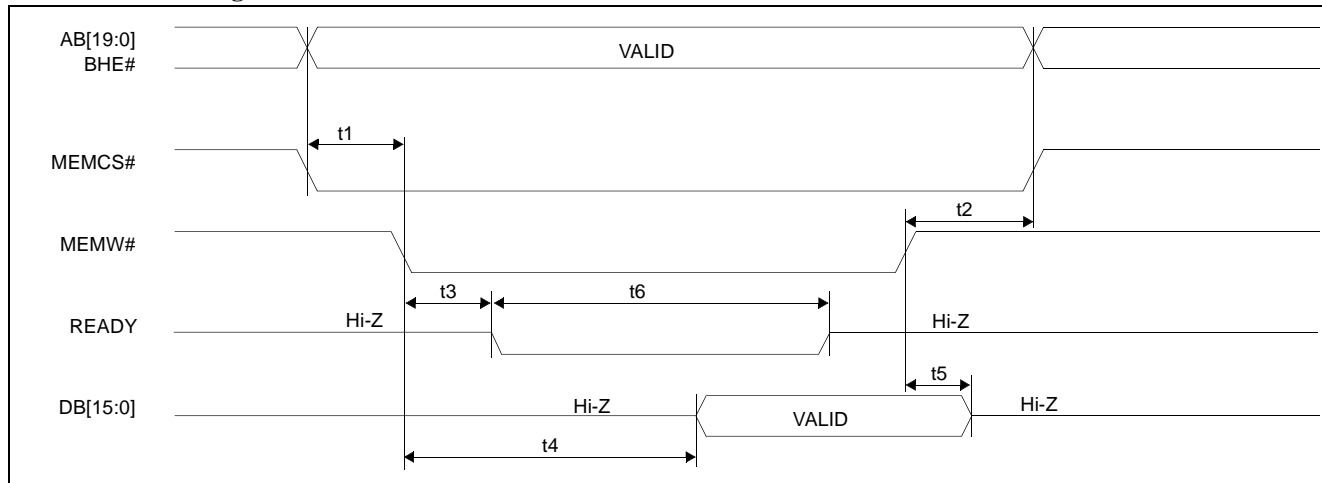 AB[19:0]
BHE#
VALID
t1
MEMCS#
t2
MEMW#
t3
t6
READY
Hi-Z
Hi-Z
t5
DB[15:0]
Hi-Z
VALID
Hi-Z
t4